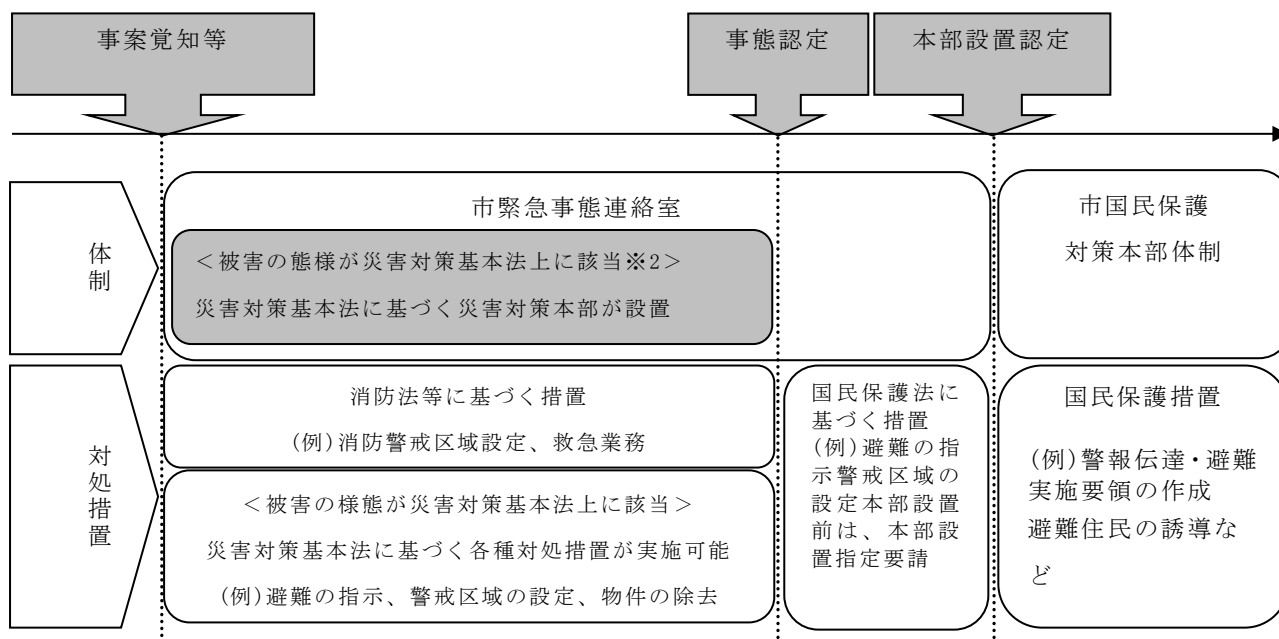 事案覚知等
事態認定
本部設置認定
体制
市緊急事態連絡室
＜被害の態様が災害対策基本法上に該当※2＞
災害対策基本法に基づく災害対策本部が設置
市国民保護
対策本部体制
対処措置
消防法等に基づく措置
(例)消防警戒区域設定、救急業務
＜被害の様態が災害対策基本法上に該当＞
災害対策基本法に基づく各種対処措置が実施可能
(例)避難の指示、警戒区域の設定、物件の除去
国民保護法に
基づく措置
(例)避難の指
示警戒区域の
設定本部設置
前は、本部設
置指定要請
国民保護措置
(例)警報伝達・避難
実施要領の作成
避難住民の誘導な
ど